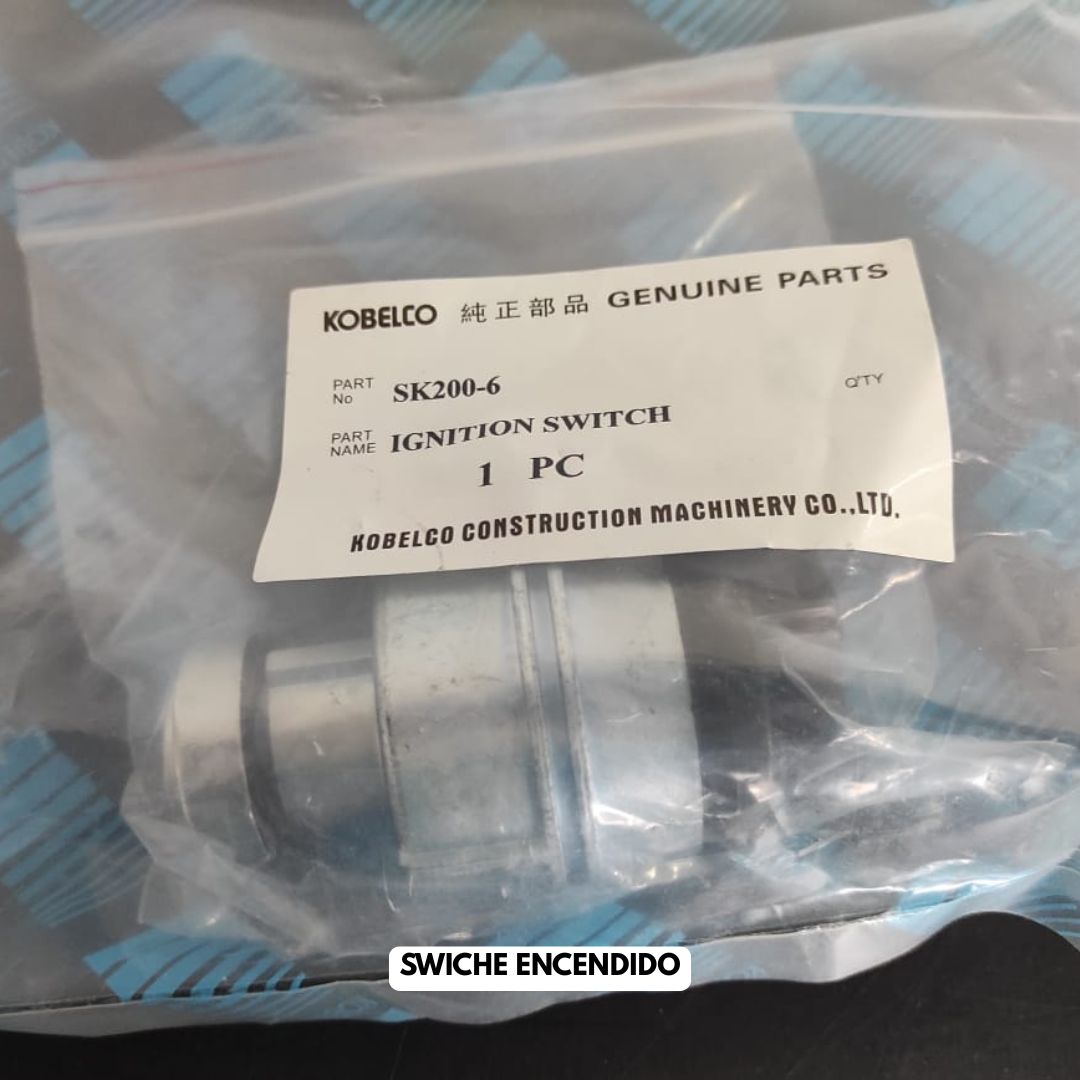 KOBELCO 純正部品 GENUINE PARTS
PART No SK200-6 Q'TY
PART NAME IGNITION SWITCH
1 PC
KOBELCO CONSTRUCTION MACHINERY CO.,LTD.
SWICHE ENCENDIDO